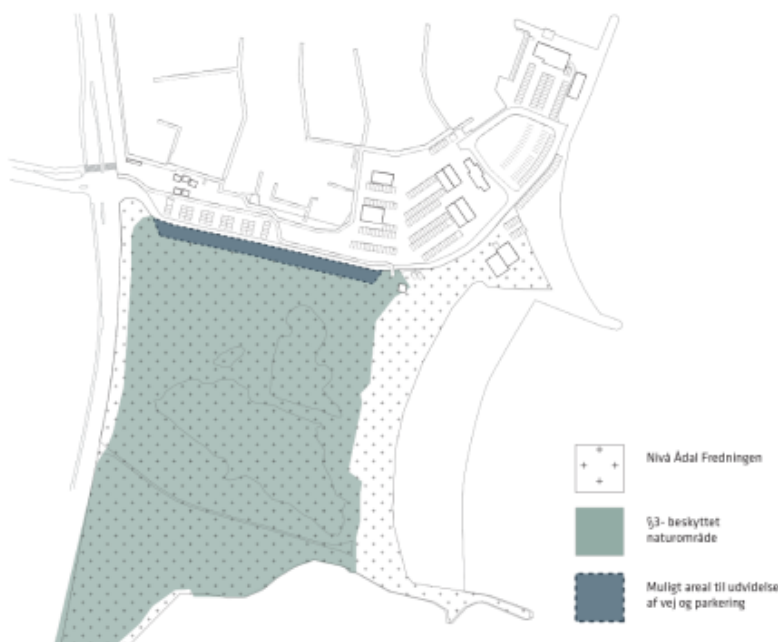 Nivå Ådal Fredningen
§3- beskyttet
naturområde
Muligt areal til udvidelse
af vej og parkering